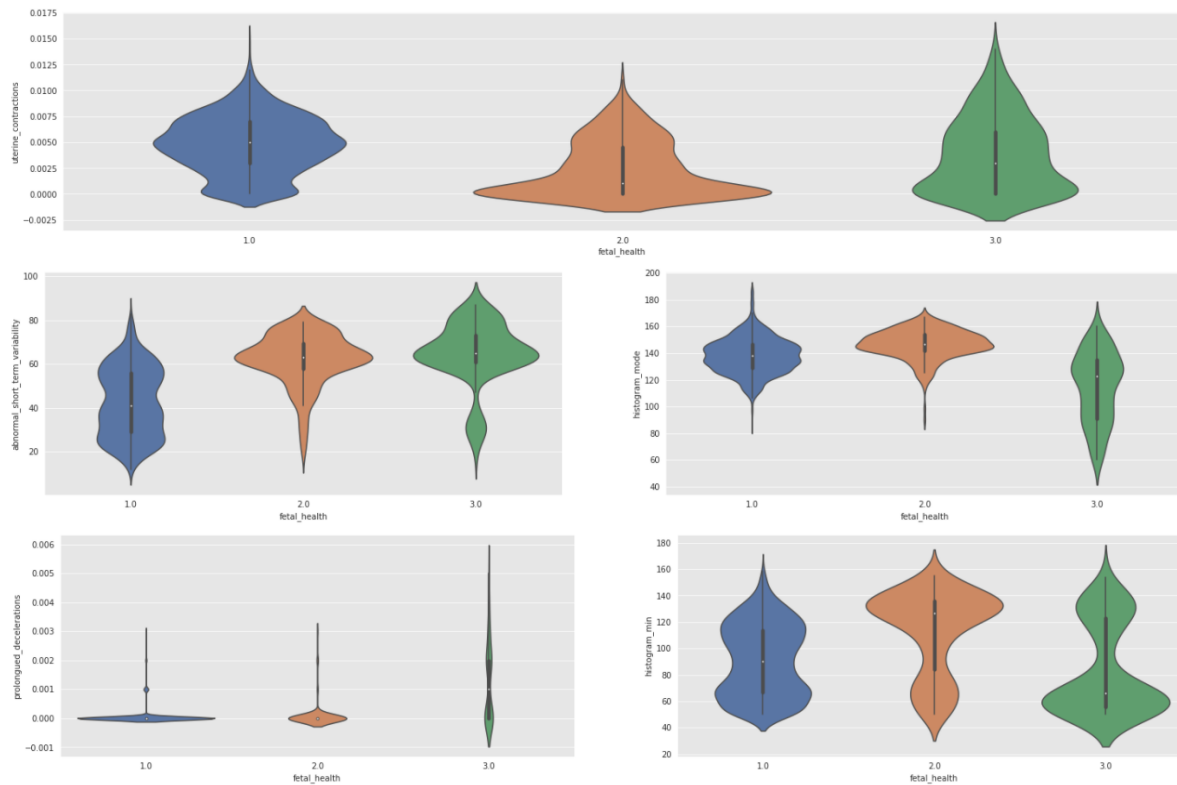 0.0175
0.0150
0.0125
0.0100
0.0075
0.0050
0.0025
0.0000
−0.0025
uterine_contractions
1.0 2.0 3.0
fetal_health
100
80
60
40
20
abnormal_short_term_variability
1.0 2.0 3.0
fetal_health
200
180
160
140
120
100
80
60
40
histogram_mode
1.0 2.0 3.0
fetal_health
0.006
0.005
0.004
0.003
0.002
0.001
0.000
−0.001
prolongued_decelerations
1.0 2.0 3.0
fetal_health
180
160
140
120
100
80
60
40
20
histogram_min
1.0 2.0 3.0
fetal_health